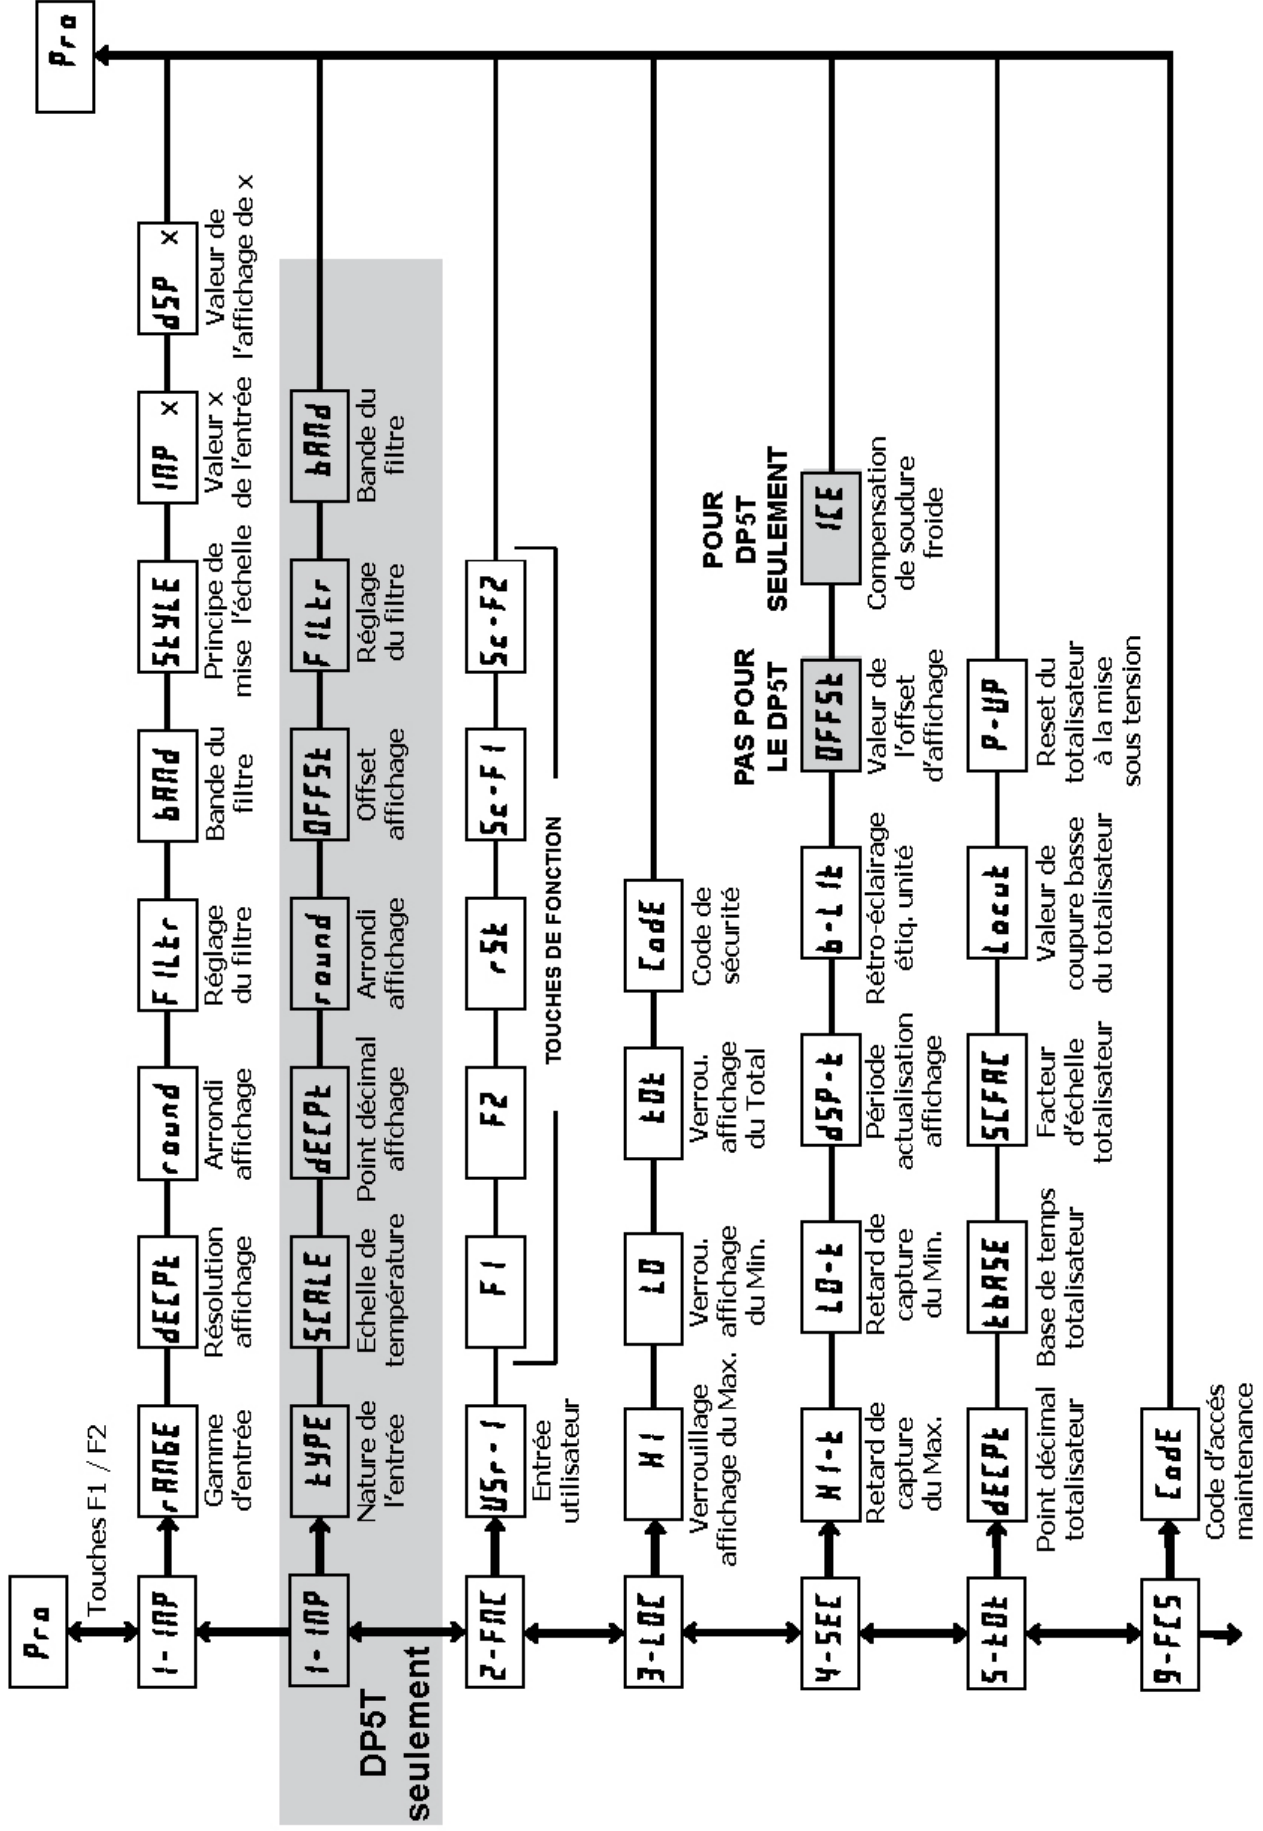 Pro
Pro
Touches F1 / F2
1-INP
rANGE
Gamme
d'entrée
dECPt
Résolution
affichage
round
Arrondi
affichage
FILtr
Réglage
du filtre
bANd
Bande du
filtre
StYLE
Principe de
mise l'échelle
INP x
Valeur x
de l'entrée
dSP x
Valeur de
l'affichage de x
DP5T
seulement
1-INP
tYPE
Nature de
l'entrée
SCALE
Echelle de
température
dECPt
Point décimal
affchage
round
Arrondi
affichage
OFFSt
Offset
affichage
FILtr
Réglage
du filtre
bANd
Bande du
filtre
2-FNC
USr-1
Entrée
utilisateur
F1
F2
rSt
Sc-F1
Sc-F2
TOUCHES DE FONCTION
3-LOC
HI
Verrouillage
affichage du Max.
LO
Verrou.
affichage
du Min.
tOt
Verrou.
affichage
du Total
CodE
Code de
sécurité
4-SEC
HI-t
Retard de
capture
du Max.
LO-t
Retard de
capture
du Min.
dSP-t
Période
actualisation
affichage
b-LIt
Rétro-éclairage
étiq. unité
PAS POUR
LE DP5T
OFFSt
Valeur de
l'offset
d'affichage
POUR
DP5T
SEULEMENT
ICE
Compensation
de soudure
froide
5-tOt
dECPt
Point décimal
totalisateur
tbASE
Base de temps
totalisateur
SCFAC
Facteur
d'échelle
totalisateur
Locut
Valeur de
coupure basse
du totalisateur
P-UP
Reset du
totalisateur
à la mise
sous tension
9-FCS
CodE
Code d'accés
maintenance